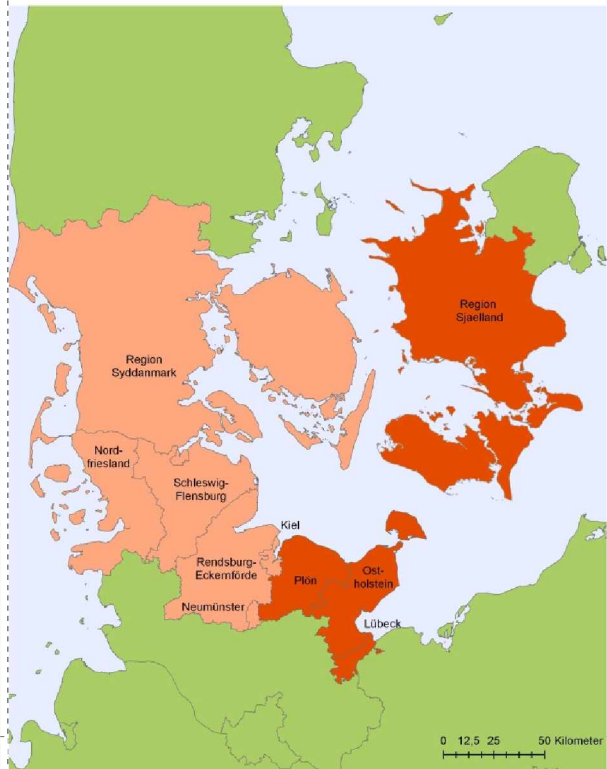 Region
Sjaelland
Region
Syddanmark
Nord-
friesland
Schleswig-
Flensburg
Kiel
Rendsburg-
Eckernförde
Plön
Ost-
holstein
Neumünster
Lübeck
0 12,5 25 50 Kilometer